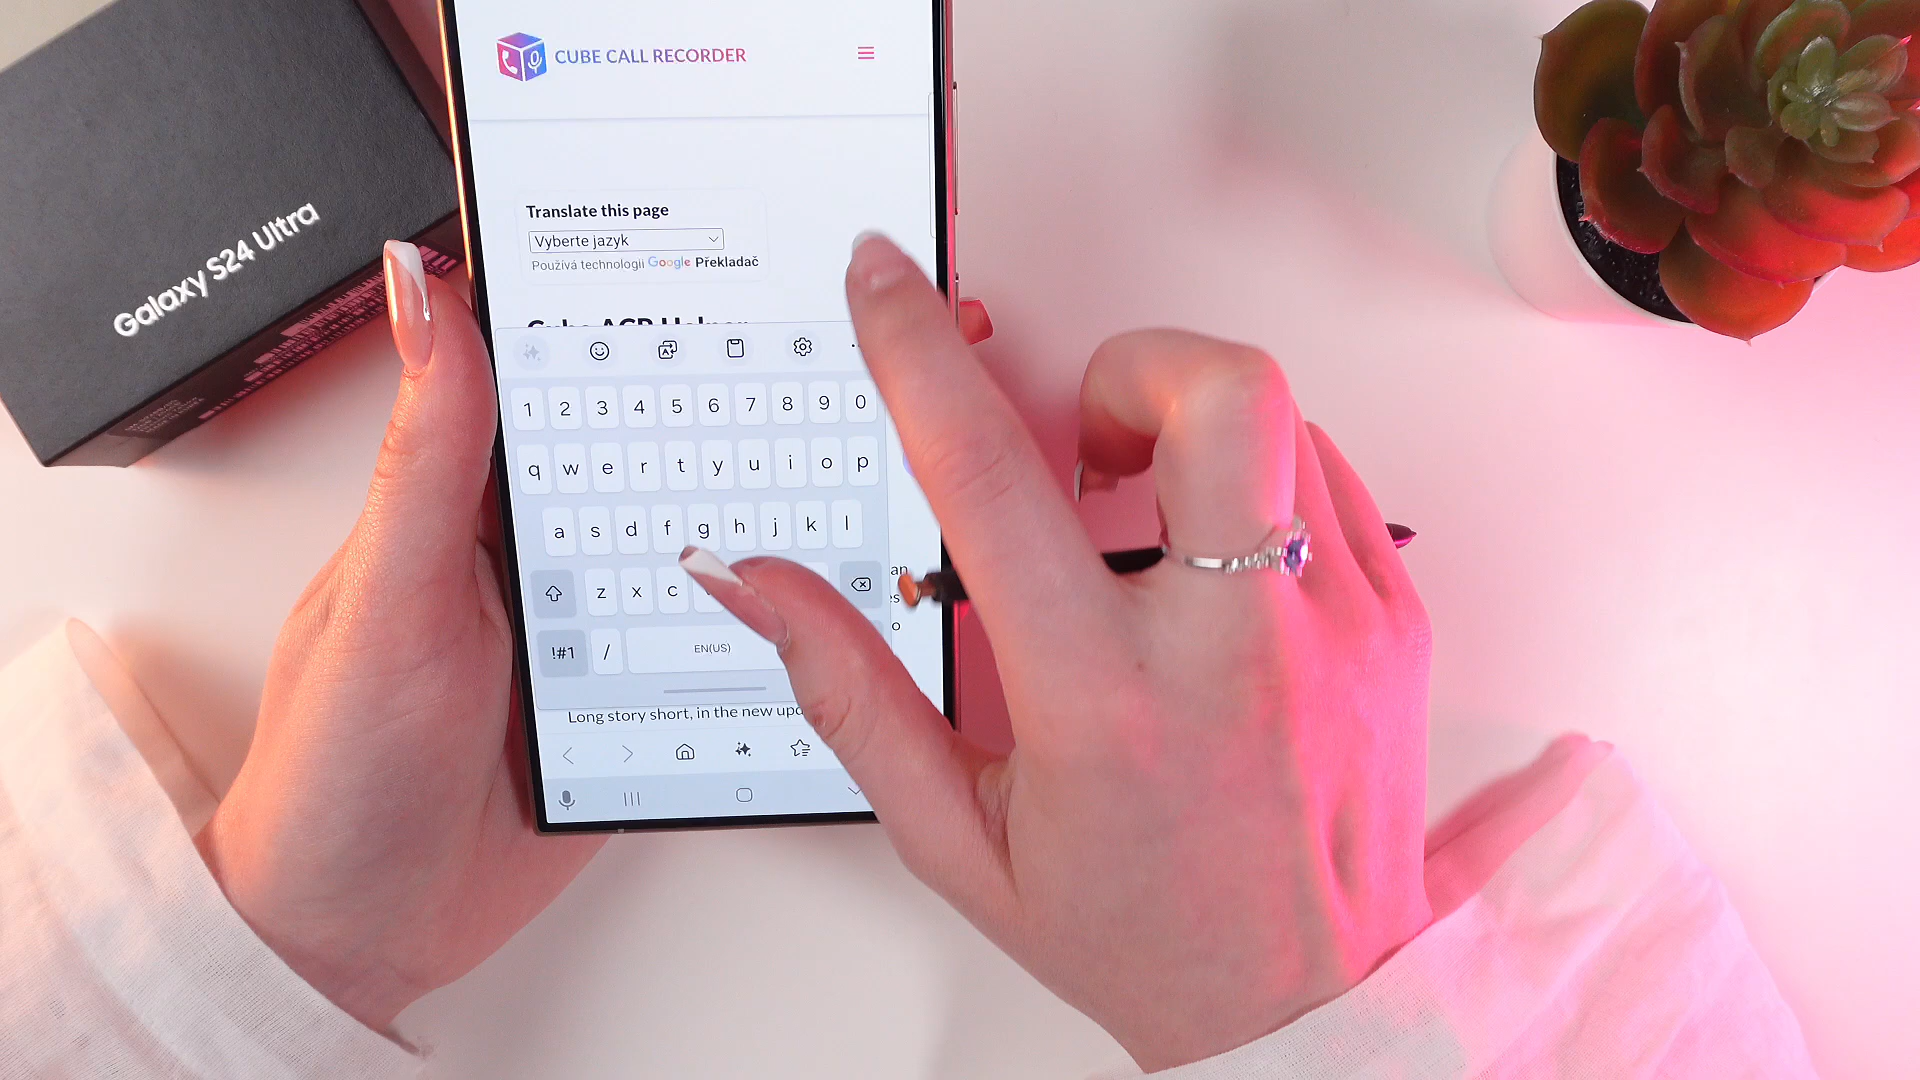 CUBE CALL RECORDER
Galaxy S24 Ultra
Translate this page
Vyberte jazyk
Používá technologii Google Překladač
1 2 3 4 5 6 7 8 9 0
q w e r t y u i o p
a s d f g h j k l
z x c
!#1 / EN(US)
Long story short, in the new